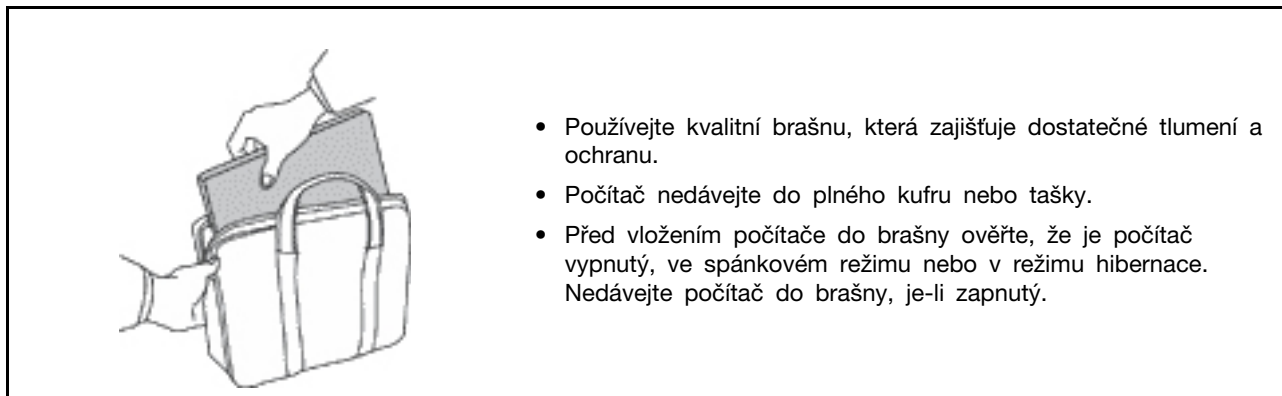 • Používejte kvalitní brašnu, která zajišťuje dostatečné tlumení a
ochranu.
• Počítač nedávejte do plného kufru nebo tašky.
• Před vložením počítače do brašny ověřte, že je počítač
vypnutý, ve spánkovém režimu nebo v režimu hibernace.
Nedávejte počítač do brašny, je-li zapnutý.